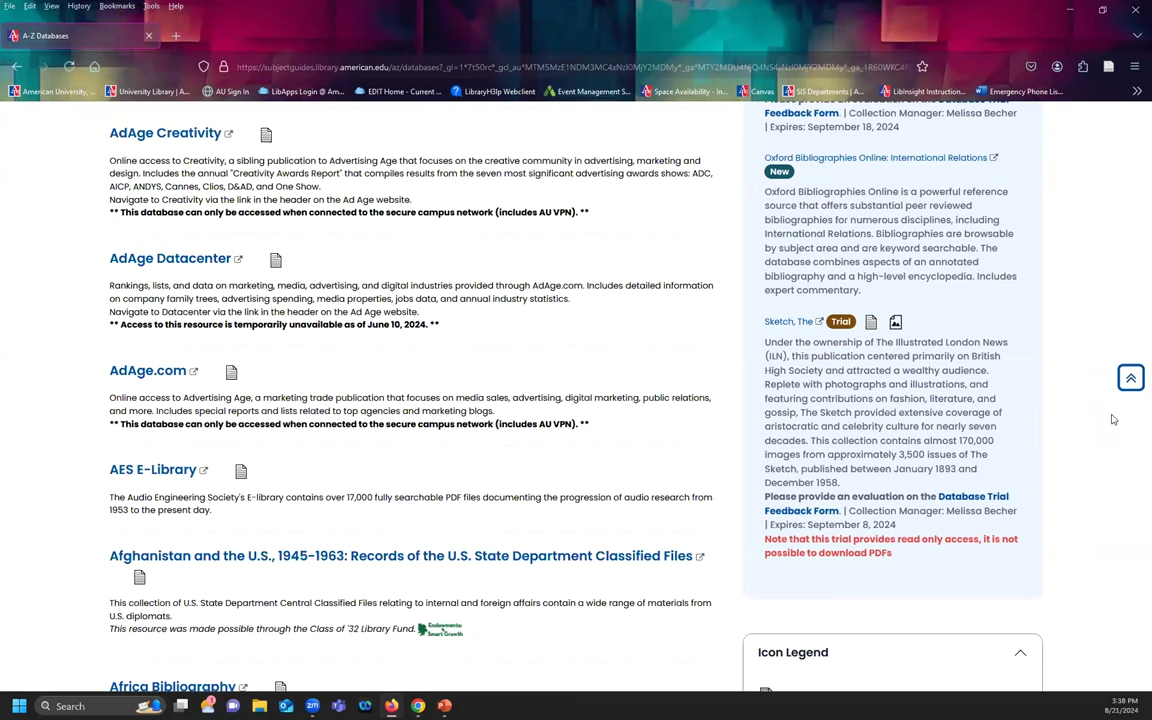 File Edit View History Bookmarks Tools Help
A-Z Databases
https://subjectguides.library.american.edu/az/databases?
American University, ... University Library | A... AU Sign In LibApps Login @ Am... EDIT Home - Current ... LibraryH3lp Webclient Event Management S... Space Availability - In... Canvas SIS Departments | A... LibInsight Instruction... Emergency Phone Lis...
AdAge Creativity
Online access to Creativity, a sibling publication to Advertising Age that focuses on the creative community in advertising, marketing and
design. Includes the annual "Creativity Awards Report" that compiles results from the seven most significant advertising awards shows: ADC,
AICP, ANDYS, Cannes, Clios, D&AD, and One Show.
Navigate to Creativity via the link in the header on the Ad Age website.
** This database can only be accessed when connected to the secure campus network (includes AU VPN). **
AdAge Datacenter
Rankings, lists, and data on marketing, media, advertising, and digital industries provided through AdAge.com. Includes detailed information
on company family trees, advertising spending, media properties, jobs data, and annual industry statistics.
Navigate to Datacenter via the link in the header on the Ad Age website.
** Access to this resource is temporarily unavailable as of June 10, 2024. **
AdAge.com
Online access to Advertising Age, a marketing trade publication that focuses on media sales, advertising, digital marketing, public relations,
and more. Includes special reports and lists related to top agencies and marketing blogs.
** This database can only be accessed when connected to the secure campus network (includes AU VPN). **
AES E-Library
The Audio Engineering Society's E-library contains over 17,000 fully searchable PDF files documenting the progression of audio research from
1953 to the present day.
Afghanistan and the U.S., 1945-1963: Records of the U.S. State Department Classified Files
This collection of U.S. State Department Central Classified Files relating to internal and foreign affairs contain a wide range of materials from
U.S. diplomats.
This resource was made possible through the Class of '32 Library Fund. Endowments: Smart Growth
Africa Bibliography
Please provide an evaluation on the Database Trial
Feedback Form. | Collection Manager: Melissa Becher
| Expires: September 18, 2024
Oxford Bibliographies Online: International Relations
New
Oxford Bibliographies Online is a powerful reference
source that offers substantial peer reviewed
bibliographies for numerous disciplines, including
International Relations. Bibliographies are browsable
by subject area and are keyword searchable. The
database combines aspects of an annotated
bibliography and a high-level encyclopedia. Includes
expert commentary.
Sketch, The Trial
Under the ownership of The Illustrated London News
(ILN), this publication centered primarily on British
High Society and attracted a wealthy audience.
Replete with photographs and illustrations, and
featuring contributions on fashion, literature, and
gossip, The Sketch provided extensive coverage of
aristocratic and celebrity culture for nearly seven
decades. This collection contains almost 170,000
images from approximately 3,500 issues of The
Sketch, published between January 1893 and
December 1958.
Please provide an evaluation on the Database Trial
Feedback Form. | Collection Manager: Melissa Becher
| Expires: September 8, 2024
Note that this trial provides read only access, it is not
possible to download PDFs
Icon Legend
Search
3:38 PM
8/21/2024